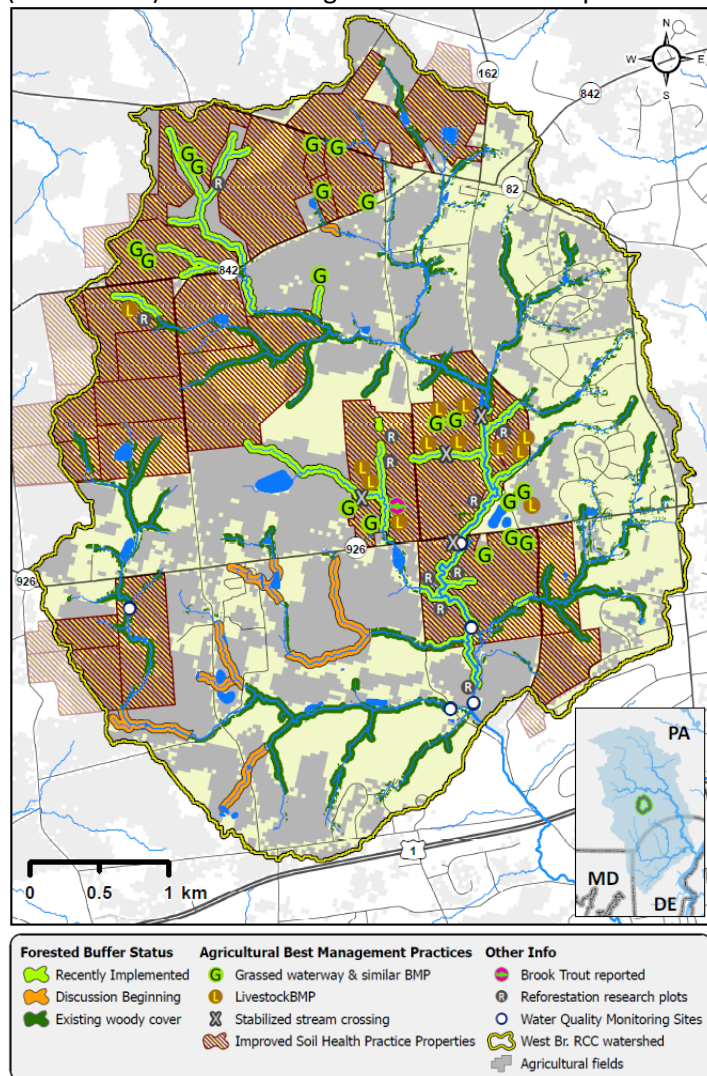 N
W E
S
162
842
82
G G
G G
R
G G
G
G
842
G
L
R
L L L
G G
X
R
R
L
L
L
X
R
L
L
L
L
X
G G
R
G G
L
L
926
X
G
G G
926
R
R
R
R
1
0 0.5 1 km
PA
MD
DE
Forested Buffer Status
Recently Implemented
Discussion Beginning
Existing woody cover
Agricultural Best Management Practices
G Grassed waterway & similar BMP
L LivestockBMP
X Stabilized stream crossing
Improved Soil Health Practice Properties
Other Info
Brook Trout reported
R Reforestation research plots
Water Quality Monitoring Sites
West Br. RCC watershed
Agricultural fields